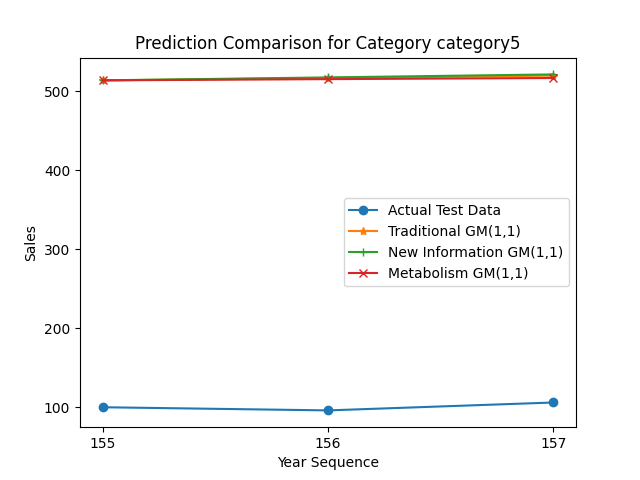 Prediction Comparison for Category category5
500
400
300
200
100
Sales
Actual Test Data
Traditional GM(1,1)
New Information GM(1,1)
Metabolism GM(1,1)
155
156
157
Year Sequence